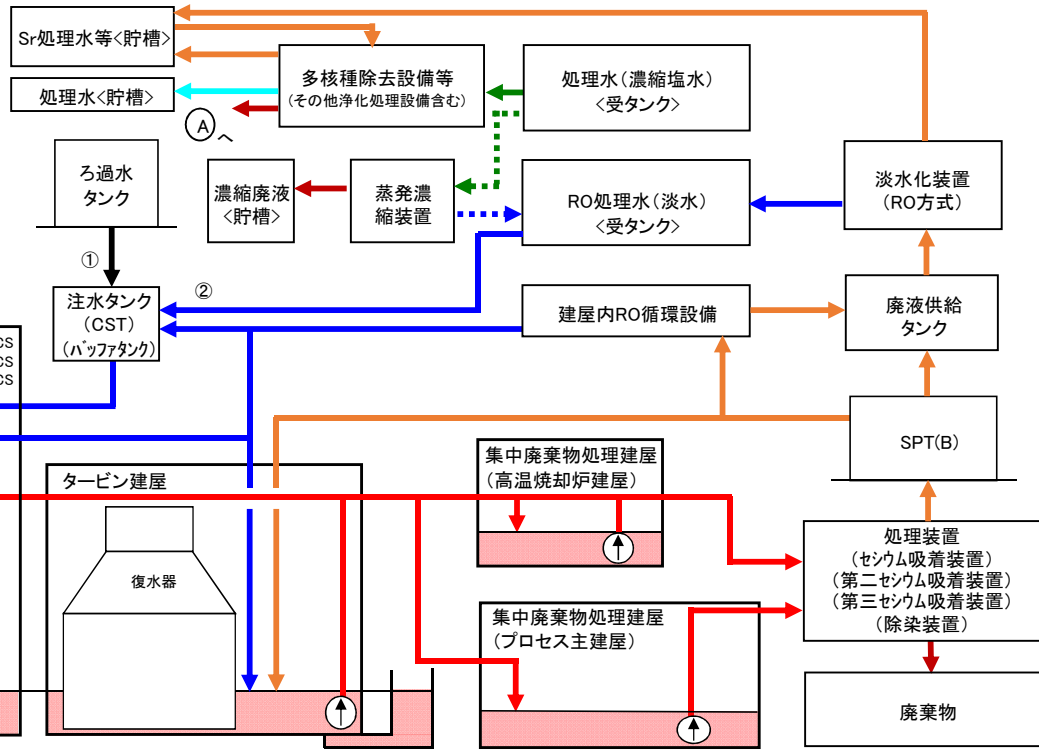 Sr処理水等<貯槽>
処理水<貯槽>
多核種除去設備等
(その他浄化処理設備含む)
Aへ
処理水(濃縮塩水)
<受タンク>
ろ過水
タンク
濃縮廃液
<貯槽>
蒸発濃
縮装置
RO処理水(淡水)
<受タンク>
淡水化装置
(RO方式)
①
②
注水タンク
(CST)
(バッファタンク)
建屋内RO循環設備
廃液供給
タンク
CS
CS
CS
SPT(B)
タービン建屋
復水器
集中廃棄物処理建屋
(高温焼却炉建屋)
集中廃棄物処理建屋
(プロセス主建屋)
処理装置
(セシウム吸着装置)
(第二セシウム吸着装置)
(第三セシウム吸着装置)
(除染装置)
廃棄物